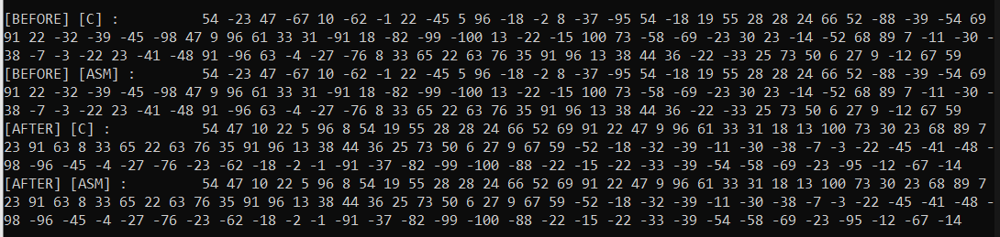 [BEFORE] [C] : 54 -23 47 -67 10 -62 -1 22 -45 5 96 -18 -2 8 -37 -95 54 -18 19 55 28 28 24 66 52 -88 -39 -54 69
91 22 -32 -39 -45 -98 47 9 96 61 33 31 -91 18 -82 -99 -100 13 -22 -15 100 73 -58 -69 -23 30 23 -14 -52 68 89 7 -11 -30 -
38 -7 -3 -22 23 -41 -48 91 -96 63 -4 -27 -76 8 33 65 22 63 76 35 91 96 13 38 44 36 -22 -33 25 73 50 6 27 9 -12 67 59
[BEFORE] [ASM] : 54 -23 47 -67 10 -62 -1 22 -45 5 96 -18 -2 8 -37 -95 54 -18 19 55 28 28 24 66 52 -88 -39 -54 69
91 22 -32 -39 -45 -98 47 9 96 61 33 31 -91 18 -82 -99 -100 13 -22 -15 100 73 -58 -69 -23 30 23 -14 -52 68 89 7 -11 -30 -
38 -7 -3 -22 23 -41 -48 91 -96 63 -4 -27 -76 8 33 65 22 63 76 35 91 96 13 38 44 36 -22 -33 25 73 50 6 27 9 -12 67 59
[AFTER] [C] : 54 47 10 22 5 96 8 54 19 55 28 28 24 66 52 69 91 22 47 9 96 61 33 31 18 13 100 73 30 23 68 89 7
23 91 63 8 33 65 22 63 76 35 91 96 13 38 44 36 25 73 50 6 27 9 67 59 -52 -18 -32 -39 -11 -30 -38 -7 -3 -22 -45 -41 -48 -
98 -96 -45 -4 -27 -76 -23 -62 -18 -2 -1 -91 -37 -82 -99 -100 -88 -22 -15 -22 -33 -39 -54 -58 -69 -23 -95 -12 -67 -14
[AFTER] [ASM] : 54 47 10 22 5 96 8 54 19 55 28 28 24 66 52 69 91 22 47 9 96 61 33 31 18 13 100 73 30 23 68 89 7
23 91 63 8 33 65 22 63 76 35 91 96 13 38 44 36 25 73 50 6 27 9 67 59 -52 -18 -32 -39 -11 -30 -38 -7 -3 -22 -45 -41 -48 -
98 -96 -45 -4 -27 -76 -23 -62 -18 -2 -1 -91 -37 -82 -99 -100 -88 -22 -15 -22 -33 -39 -54 -58 -69 -23 -95 -12 -67 -14